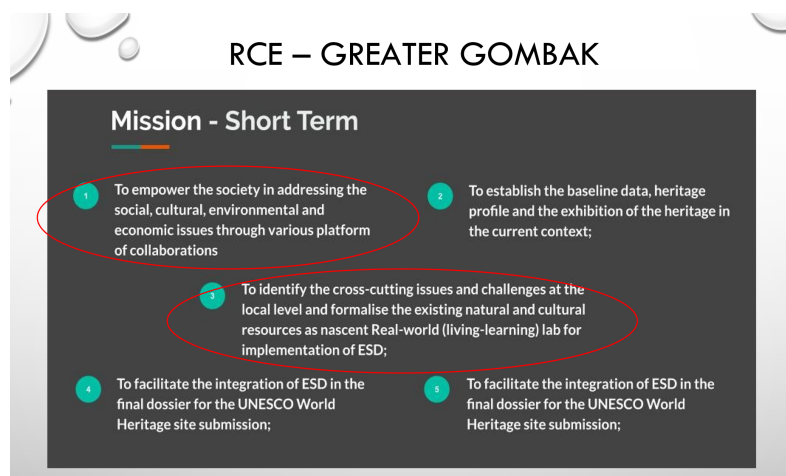 RCE – GREATER GOMBAK
Mission - Short Term
1
To empower the society in addressing the
social, cultural, environmental and
economic issues through various platform
of collaborations
2
To establish the baseline data, heritage
profile and the exhibition of the heritage in
the current context;
3
To identify the cross-cutting issues and challenges at the
local level and formalise the existing natural and cultural
resources as nascent Real-world (living-learning) lab for
implementation of ESD;
4
To facilitate the integration of ESD in the
final dossier for the UNESCO World
Heritage site submission;
5
To facilitate the integration of ESD in the
final dossier for the UNESCO World
Heritage site submission;